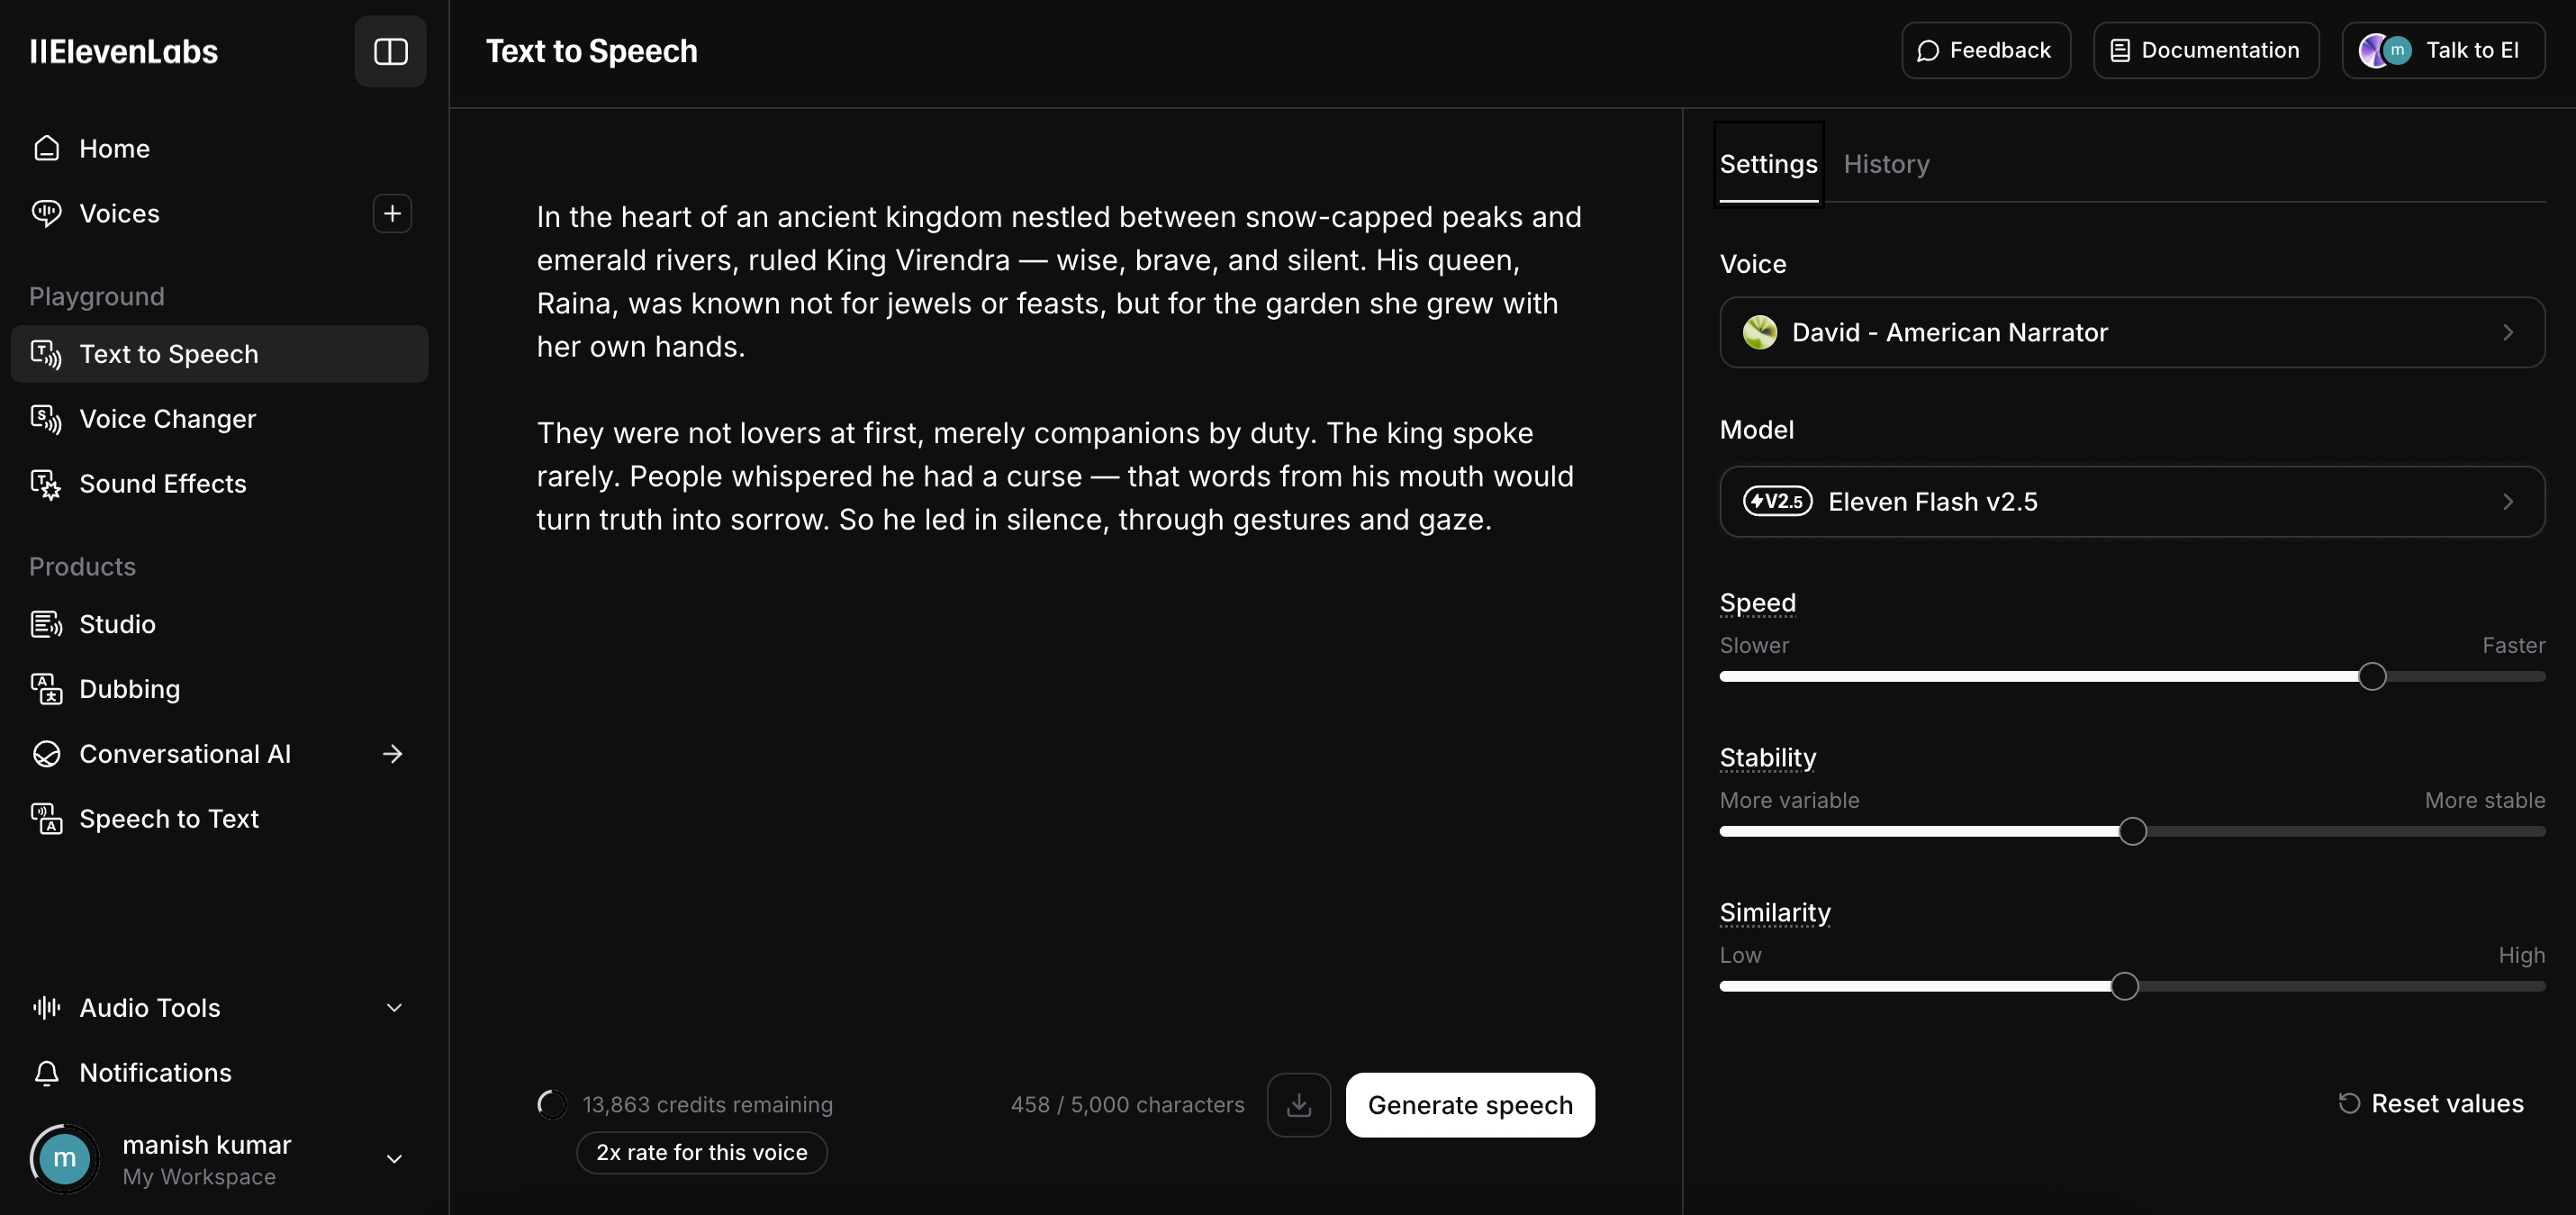 IIElevenLabs
Home
Voices
Playground
Text to Speech
Voice Changer
Sound Effects
Products
Studio
Dubbing
Conversational AI
Speech to Text
Audio Tools
Notifications
m
manish kumar
My Workspace
Text to Speech
Feedback
Documentation
m
Talk to El
In the heart of an ancient kingdom nestled between snow-capped peaks and
emerald rivers, ruled King Virendra — wise, brave, and silent. His queen,
Raina, was known not for jewels or feasts, but for the garden she grew with
her own hands.
They were not lovers at first, merely companions by duty. The king spoke
rarely. People whispered he had a curse — that words from his mouth would
turn truth into sorrow. So he led in silence, through gestures and gaze.
13,863 credits remaining
458 / 5,000 characters
Generate speech
2x rate for this voice
Settings
History
Voice
David - American Narrator
Model
V2.5 Eleven Flash v2.5
Speed
Slower Faster
Stability
More variable More stable
Similarity
Low High
Reset values